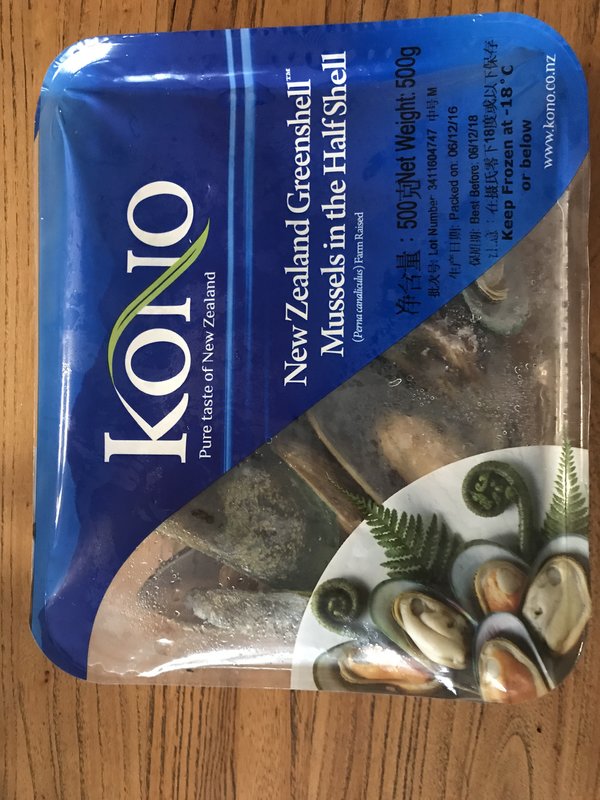 KONO
Pure taste of New Zealand
New Zealand Greenshell™
Mussels in the Half Shell
(Perna canaliculus) Farm Raised
净含量：500克Net Weight: 500g
批次号: Lot Number: 3411604747 中号 M
生产日期: Packed on: 06/12/16
保质期: Best Before: 06/12/18
注意：在摄氏零下18度或以下保存
Keep Frozen at -18°C
or below
www.kono.co.nz